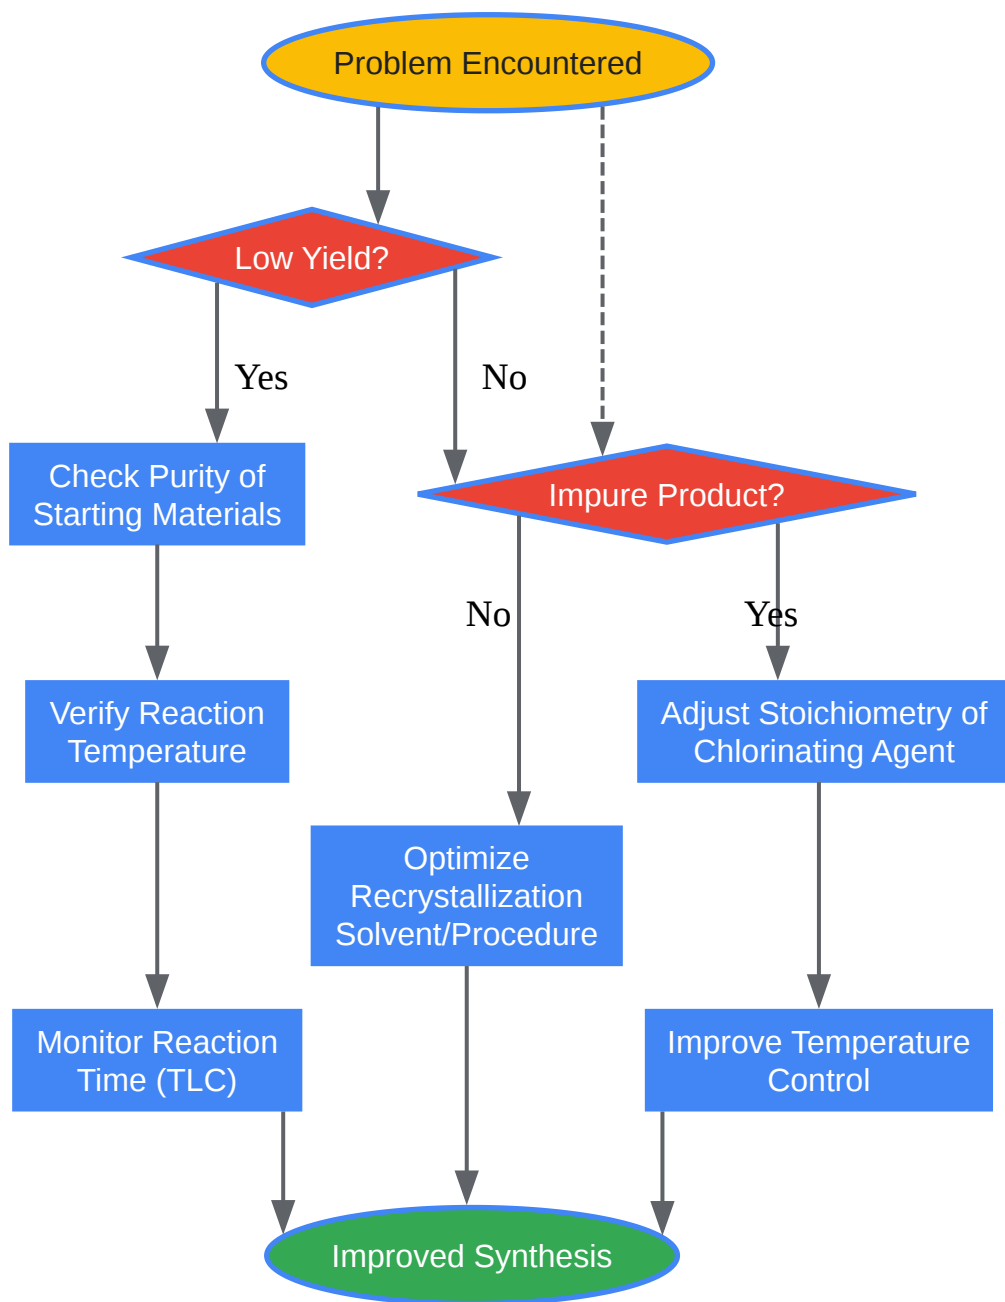 Problem Encountered
Low Yield?
Yes
No
Check Purity of
Starting Materials
Impure Product?
No
Yes
Verify Reaction
Temperature
Adjust Stoichiometry of
Chlorinating Agent
Optimize
Recrystallization
Solvent/Procedure
Monitor Reaction
Time (TLC)
Improve Temperature
Control
Improved Synthesis